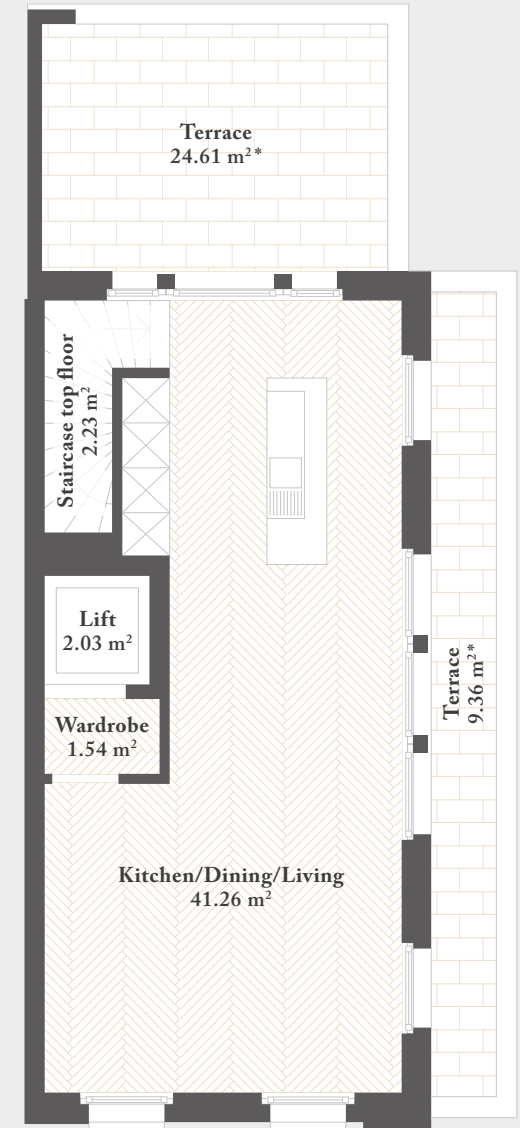 Terrace
24.61 m²*
Staircase top floor
2.23 m²
Lift
2.03 m²
Wardrobe
1.54 m²
Terrace
9.36 m²*
Kitchen/Dining/Living
41.26 m²